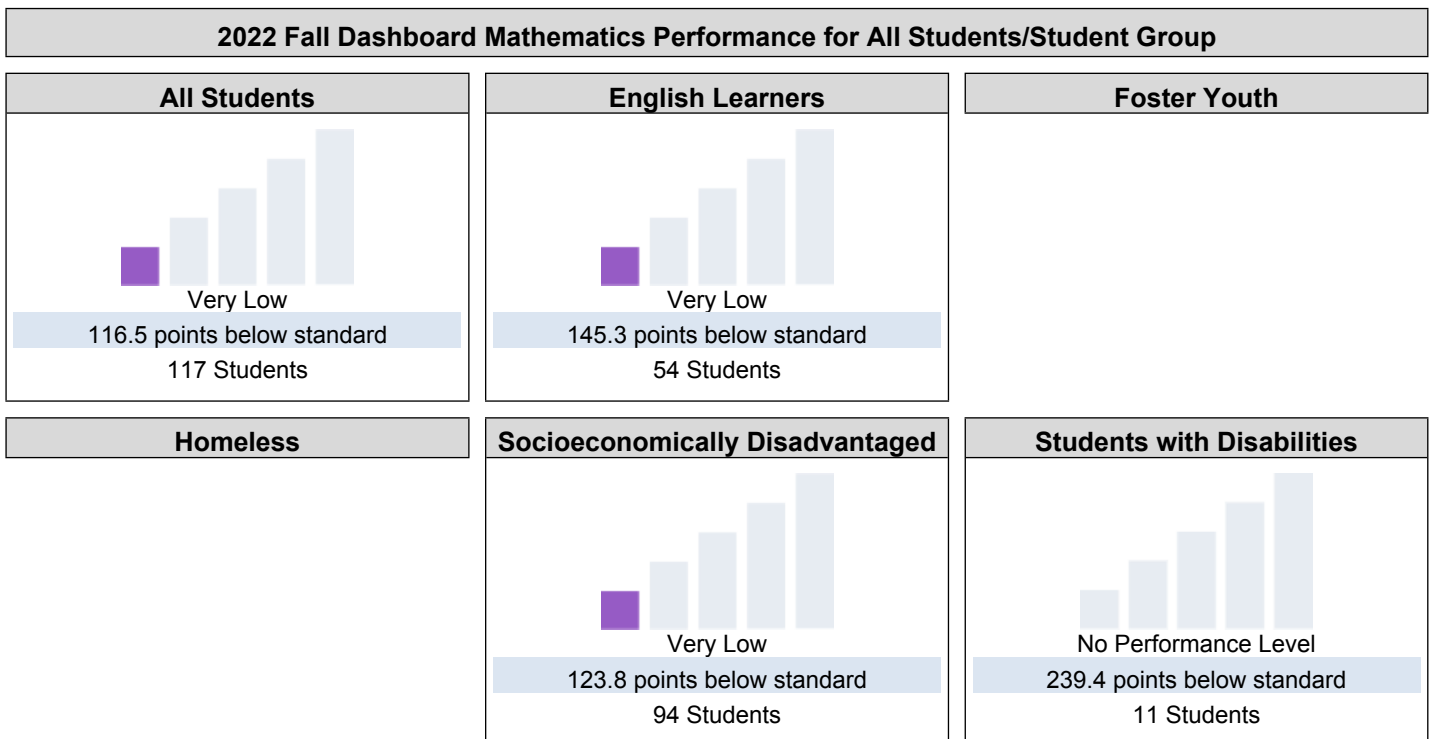 2022 Fall Dashboard Mathematics Performance for All Students/Student Group
All Students
Very Low
116.5 points below standard
117 Students
English Learners
Very Low
145.3 points below standard
54 Students
Foster Youth
Homeless
Socioeconomically Disadvantaged
Very Low
123.8 points below standard
94 Students
Students with Disabilities
No Performance Level
239.4 points below standard
11 Students